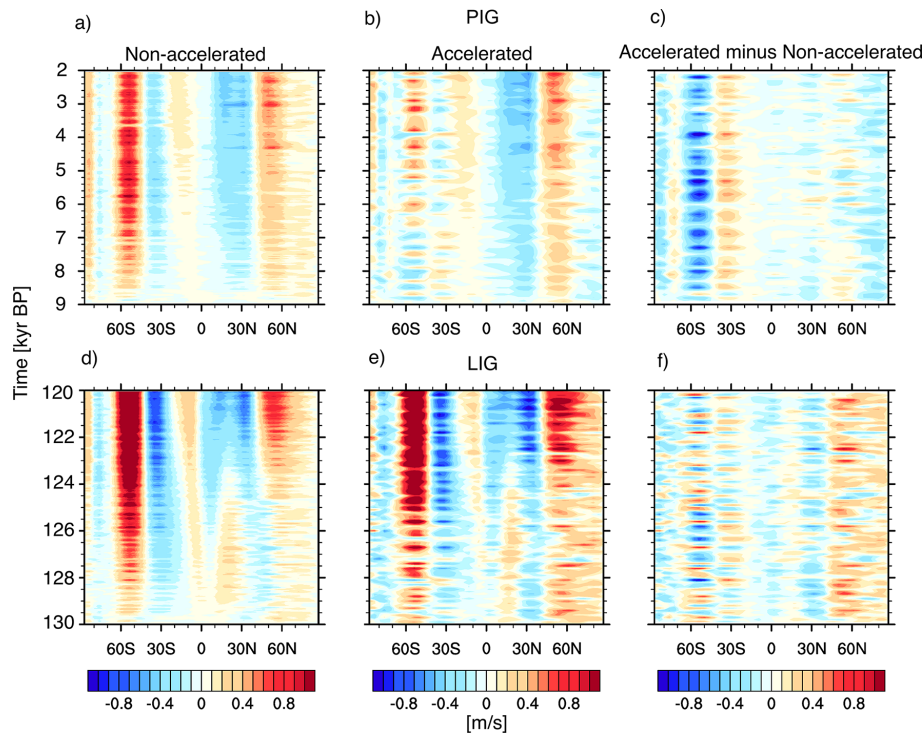 PIG
a) b) c)
Non-accelerated Accelerated Accelerated minus Non-accelerated
2
3
4
5
6
7
8
9
60S 30S 0 30N 60N 60S 30S 0 30N 60N 60S 30S 0 30N 60N
Time [kyr BP]
LIG
d) e) f)
120
122
124
126
128
130
60S 30S 0 30N 60N 60S 30S 0 30N 60N 60S 30S 0 30N 60N
-0.8 -0.4 0 0.4 0.8 -0.8 -0.4 0 0.4 0.8 -0.8 -0.4 0 0.4 0.8
[m/s]